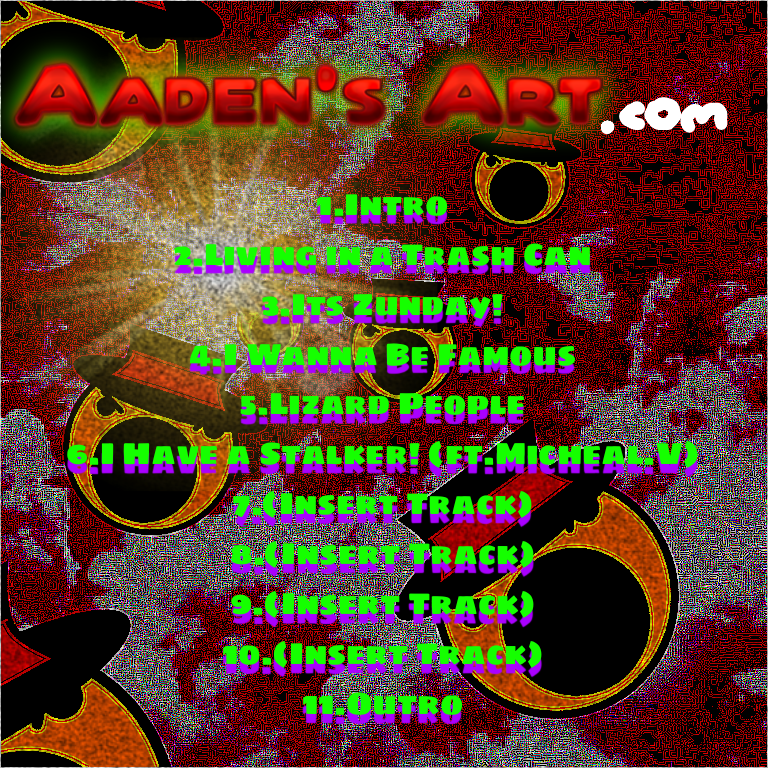 Aaden's Art.com
1.Intro
2.Living in a Trash Can
3.Its Zunday!
4.I Wanna Be Famous
5.Lizard People
6.I Have a Stalker! (ft.Micheal.V)
7.(Insert Track)
8.(Insert Track)
9.(Insert Track)
10.(Insert Track)
11.Outro